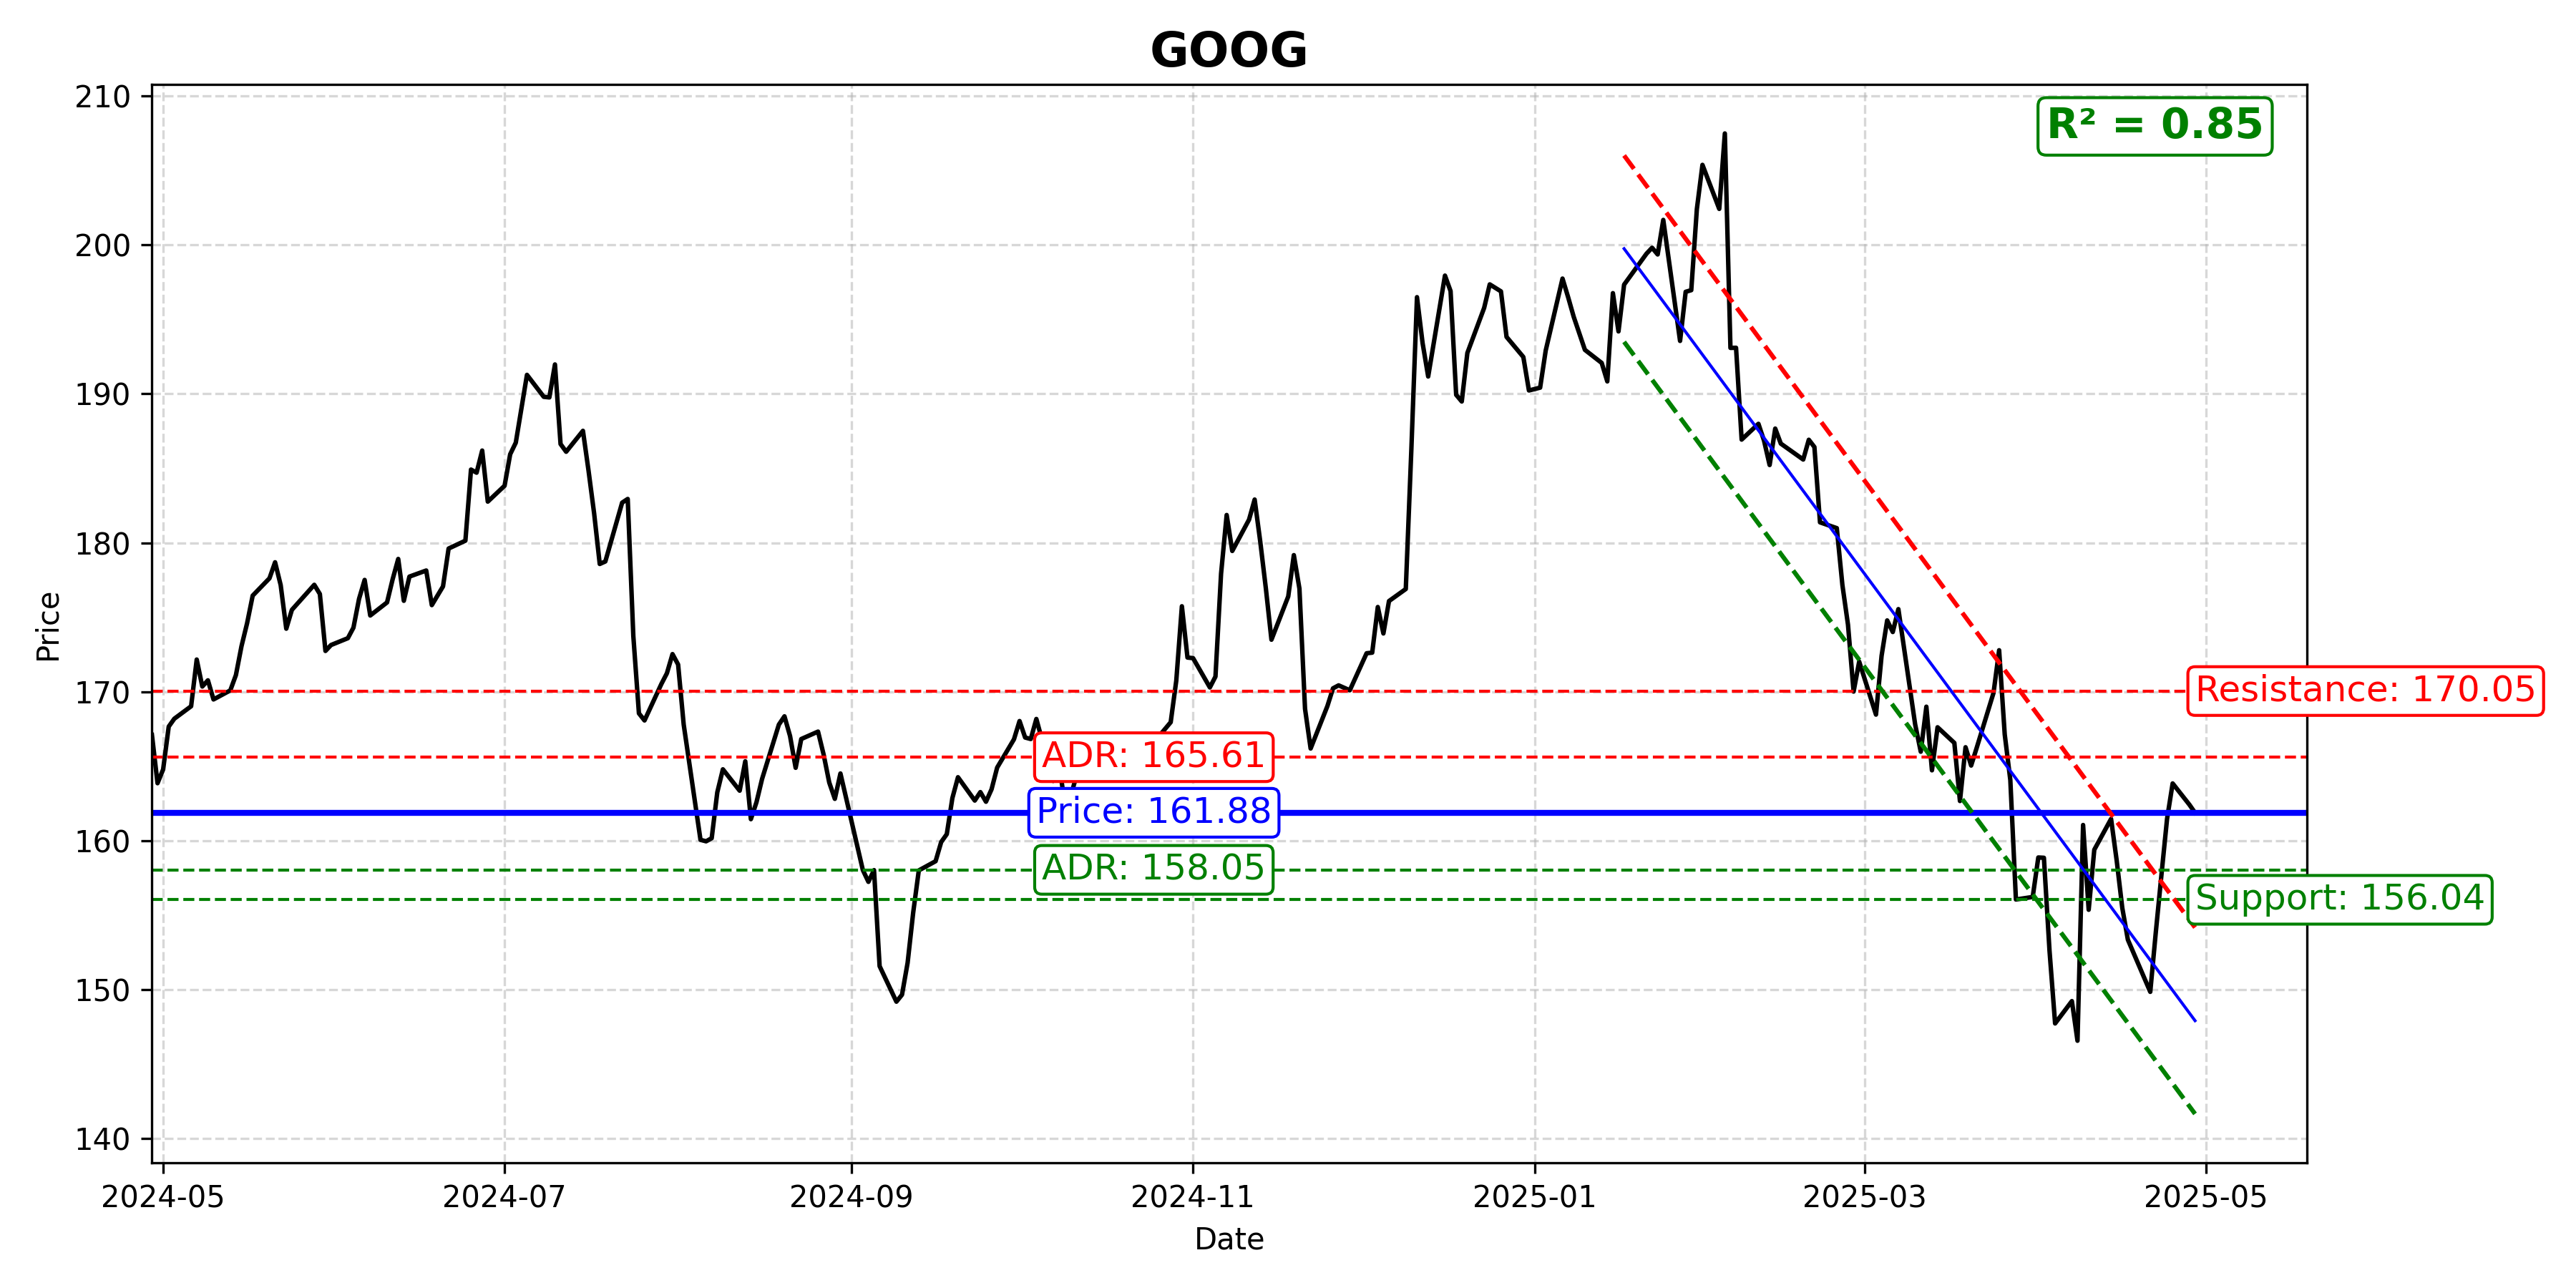 GOOG
210
200
190
180
170
160
150
140
Price
R² = 0.85
Resistance: 170.05
ADR: 165.61
Price: 161.88
ADR: 158.05
Support: 156.04
2024-05
2024-07
2024-09
2024-11
2025-01
2025-03
2025-05
Date